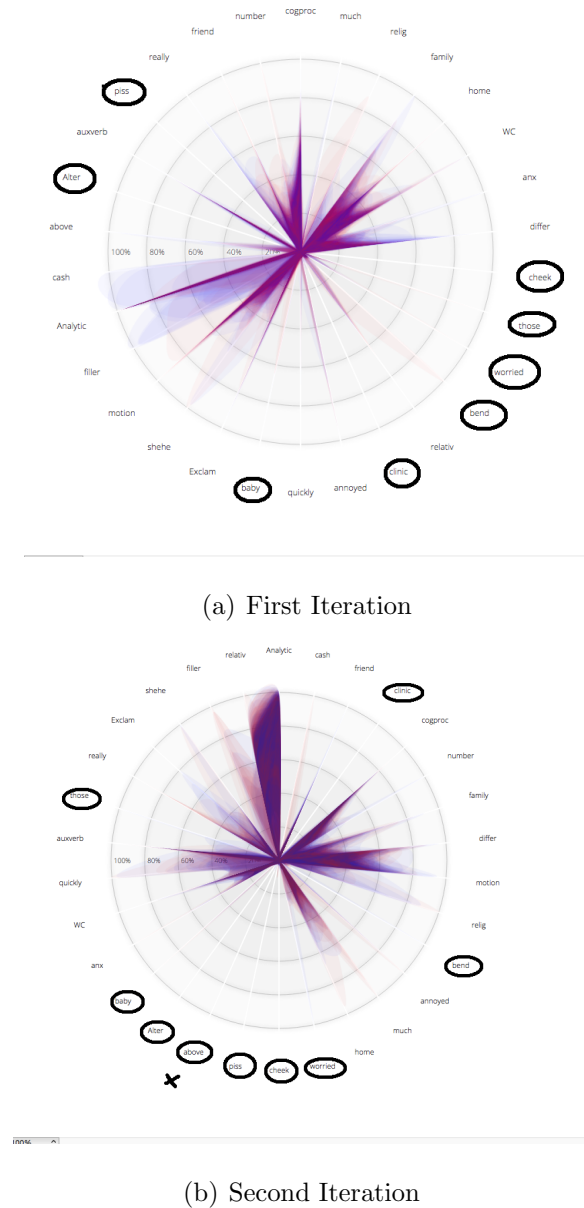 cogproc
number much
friend relig
really family
piss home
auxverb WC
Alter anx
above differ
100% 80% 60% 40%
cash cheek
Analytic those
filler worried
motion bend
shehe relativ
Exclam clinic
baby quickly annoyed
(a) First Iteration
Analytic
relativ cash
filler friend
shehe clinic
Exclam cogproc
really number
those family
auxverb differ
100% 80% 60% 40%
quickly motion
WC relig
anx bend
baby annoyed
Alter much
above home
piss cheek worried
100%
(b) Second Iteration